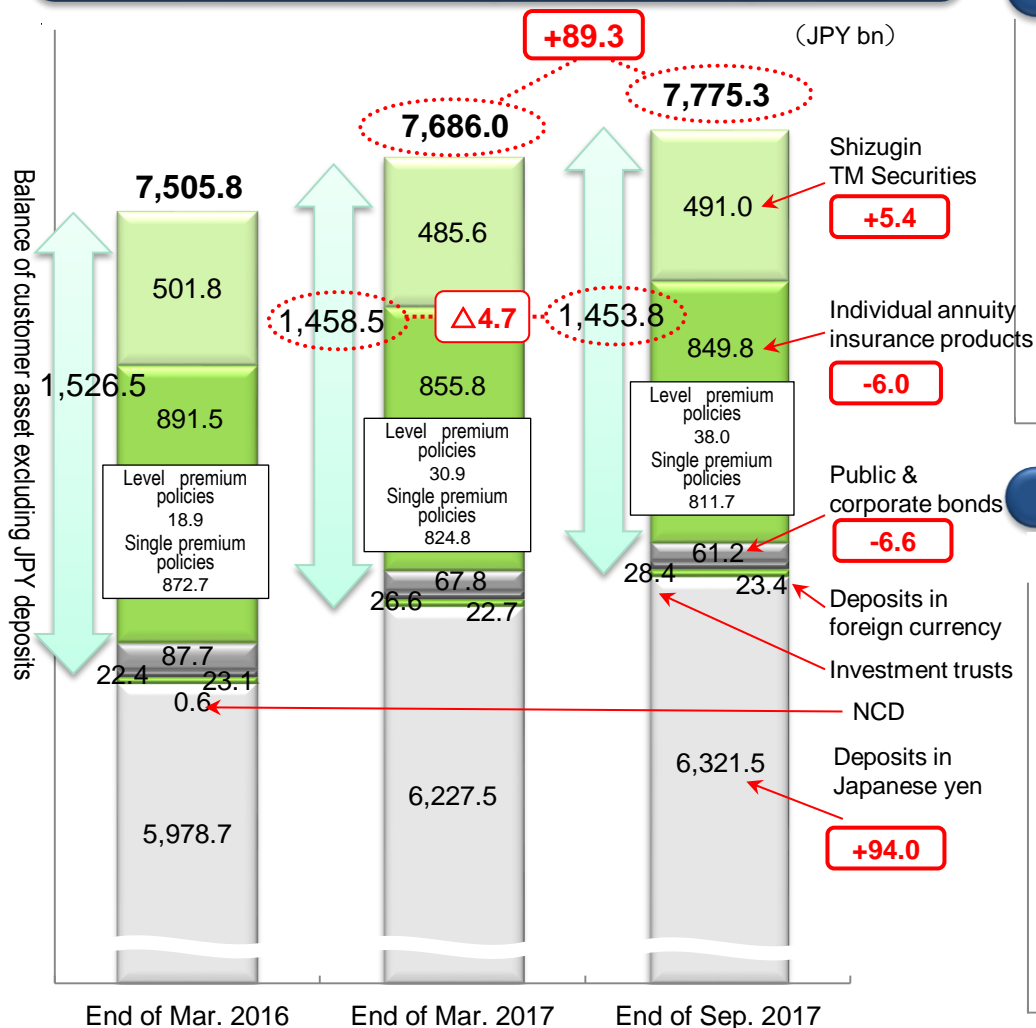 +89.3
（JPY bn）
7,505.8
7,686.0
7,775.3
Balance of customer asset excluding JPY deposits
1,526.5
501.8
891.5
Level premium
policies
18.9
Single premium
policies
872.7
87.7
22.4
23.1
0.6
5,978.7
1,458.5
485.6
855.8
Level premium
policies
30.9
Single premium
policies
824.8
67.8
26.6
22.7
6,227.5
△4.7
1,453.8
491.0
849.8
Level premium
policies
38.0
Single premium
policies
811.7
61.2
28.4
23.4
6,321.5
Shizugin
TM Securities
+5.4
Individual annuity
insurance products
-6.0
Public &
corporate bonds
-6.6
Deposits in
foreign currency
Investment trusts
NCD
Deposits in
Japanese yen
+94.0
End of Mar. 2016
End of Mar. 2017
End of Sep. 2017